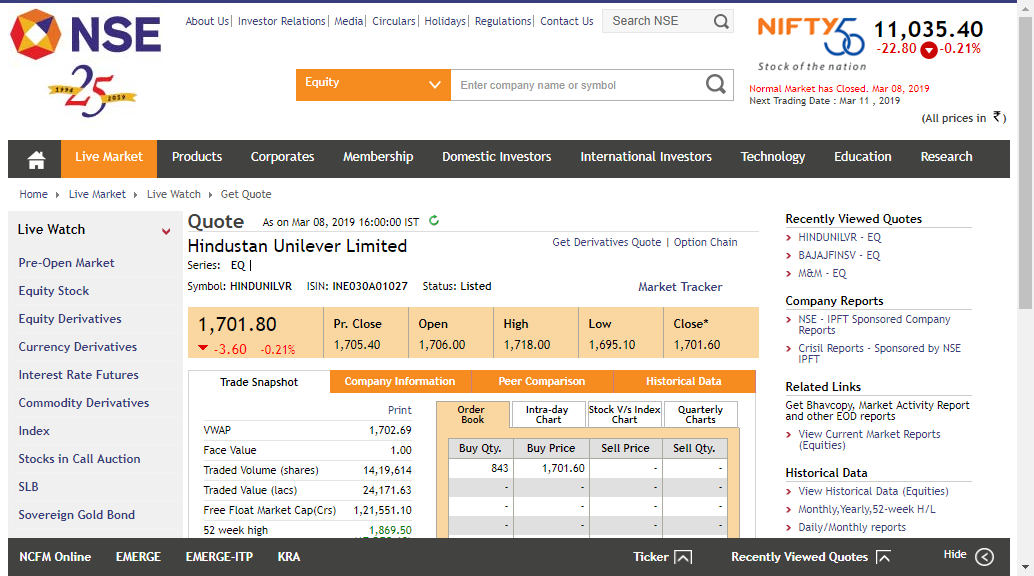 NSE
1994 25 2019
About Us| Investor Relations| Media| Circulars| Holidays| Regulations| Contact Us
Search NSE
Equity
Enter company name or symbol
NIFTY 50
Stock of the nation
11,035.40
-22.80 -0.21%
Normal Market has Closed. Mar 08, 2019
Next Trading Date : Mar 11 , 2019
(All prices in ₹)
Live Market Products Corporates Membership Domestic Investors International Investors Technology Education Research
Home Live Market Live Watch Get Quote
Live Watch
Pre-Open Market
Equity Stock
Equity Derivatives
Currency Derivatives
Interest Rate Futures
Commodity Derivatives
Index
Stocks in Call Auction
SLB
Sovereign Gold Bond
Quote As on Mar 08, 2019 16:00:00 IST
Hindustan Unilever Limited
Get Derivatives Quote | Option Chain
Series: EQ |
Symbol: HINDUNILVR ISIN: INE030A01027 Status: Listed
Market Tracker
1,701.80
-3.60 -0.21%
Pr. Close
1,705.40
Open
1,706.00
High
1,718.00
Low
1,695.10
Close*
1,701.60
Trade Snapshot Company Information Peer Comparison Historical Data
Print
VWAP 1,702.69
Face Value 1.00
Traded Volume (shares) 14,19,614
Traded Value (lacs) 24,171.63
Free Float Market Cap(Crs) 1,21,551.10
52 week high 1,869.50
Order
Book
Intra-day
Chart
Stock V/s Index
Chart
Quarterly
Charts
Buy Qty. Buy Price Sell Price Sell Qty.
843 1,701.60 - -
- - - -
- - - -
- - - -
Recently Viewed Quotes
HINDUNILVR - EQ
BAJAJFINSV - EQ
M&M - EQ
Company Reports
NSE - IPFT Sponsored Company
Reports
Crisil Reports - Sponsored by NSE
IPFT
Related Links
Get Bhavcopy, Market Activity Report
and other EOD reports
View Current Market Reports
(Equities)
Historical Data
View Historical Data (Equities)
Monthly,Yearly,52-week H/L
Daily/Monthly reports
NCFM Online EMERGE EMERGE-ITP KRA Ticker Recently Viewed Quotes Hide